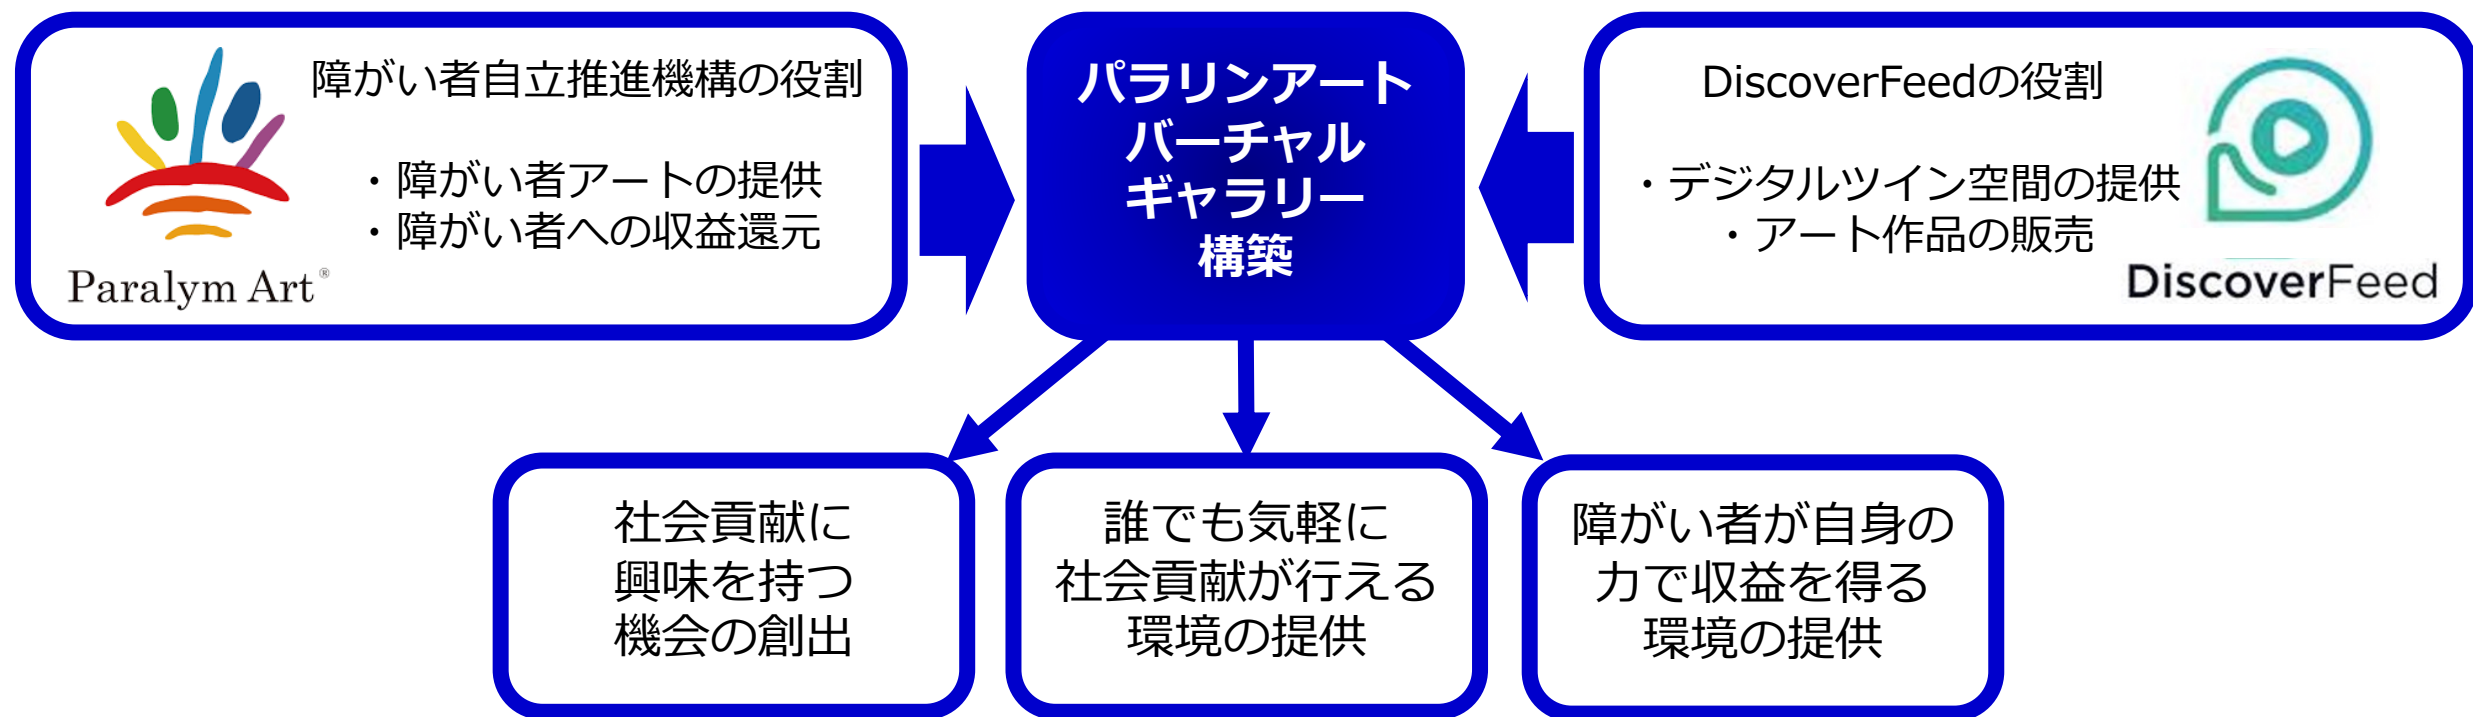 障がい者自立推進機構の役割
・障がい者アートの提供
・障がい者への収益還元
Paralym Art®
パラリンアート
バーチャル
ギャラリー
構築
DiscoverFeedの役割
・デジタルツイン空間の提供
・アート作品の販売
DiscoverFeed
社会貢献に
興味を持つ
機会の創出
誰でも気軽に
社会貢献が行える
環境の提供
障がい者が自身の
力で収益を得る
環境の提供